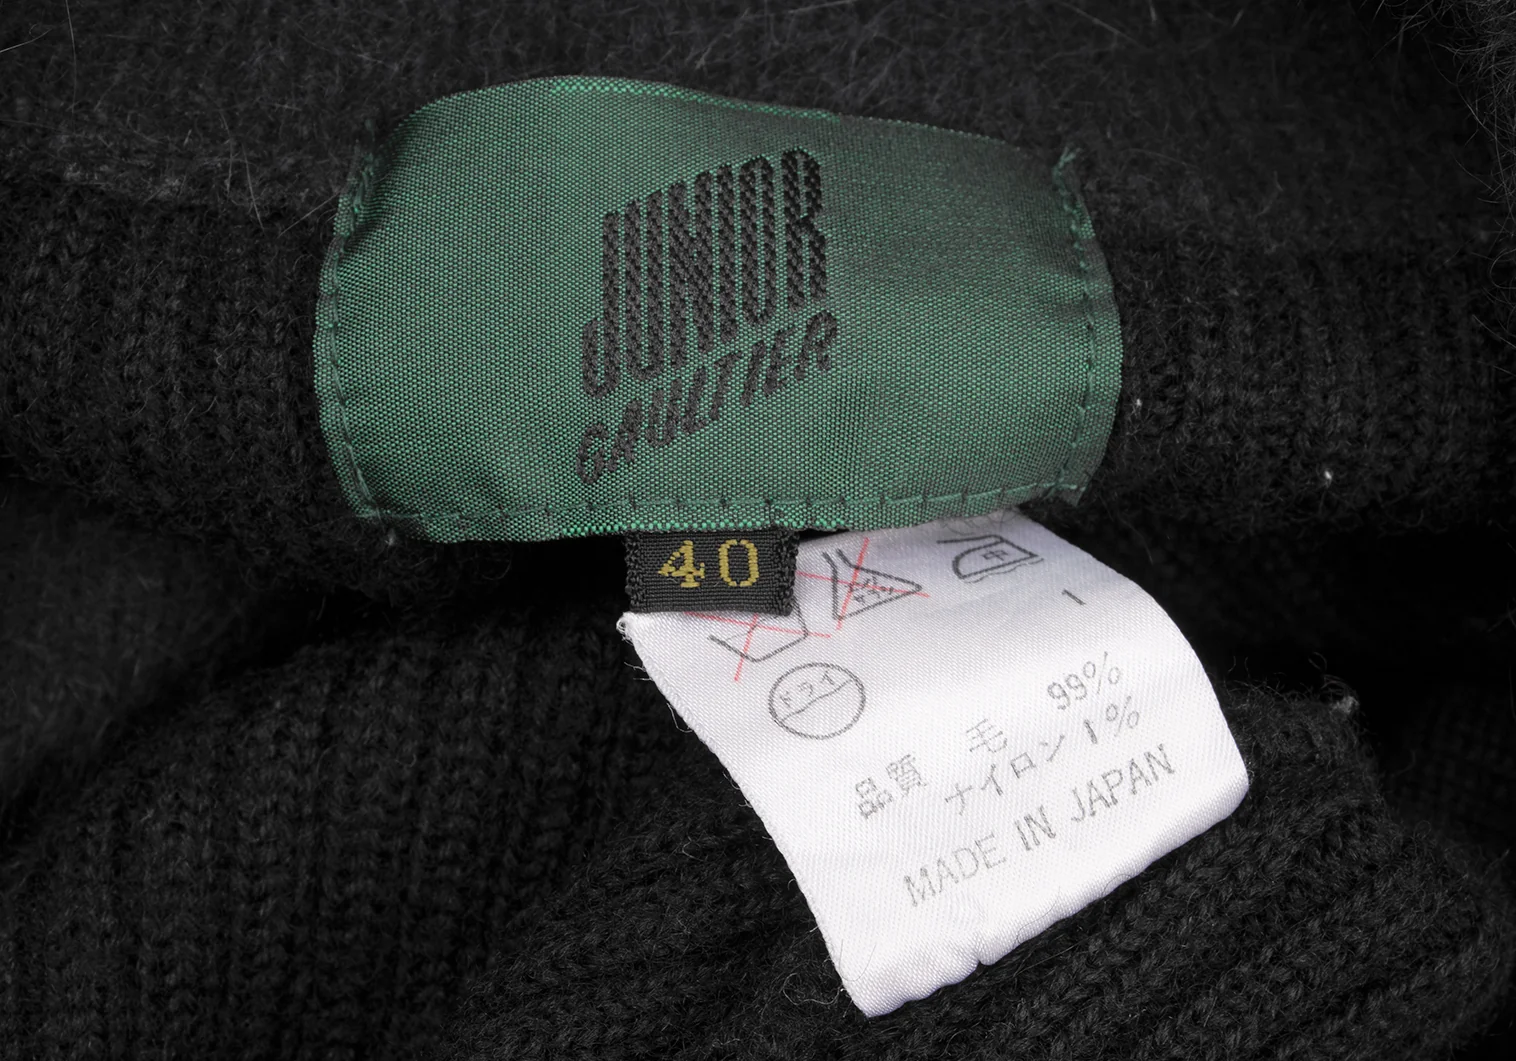 JUNIOR
GAULTIER
40
中
1
ドライ
品質 毛 99%
ナイロン 1%
MADE IN JAPAN